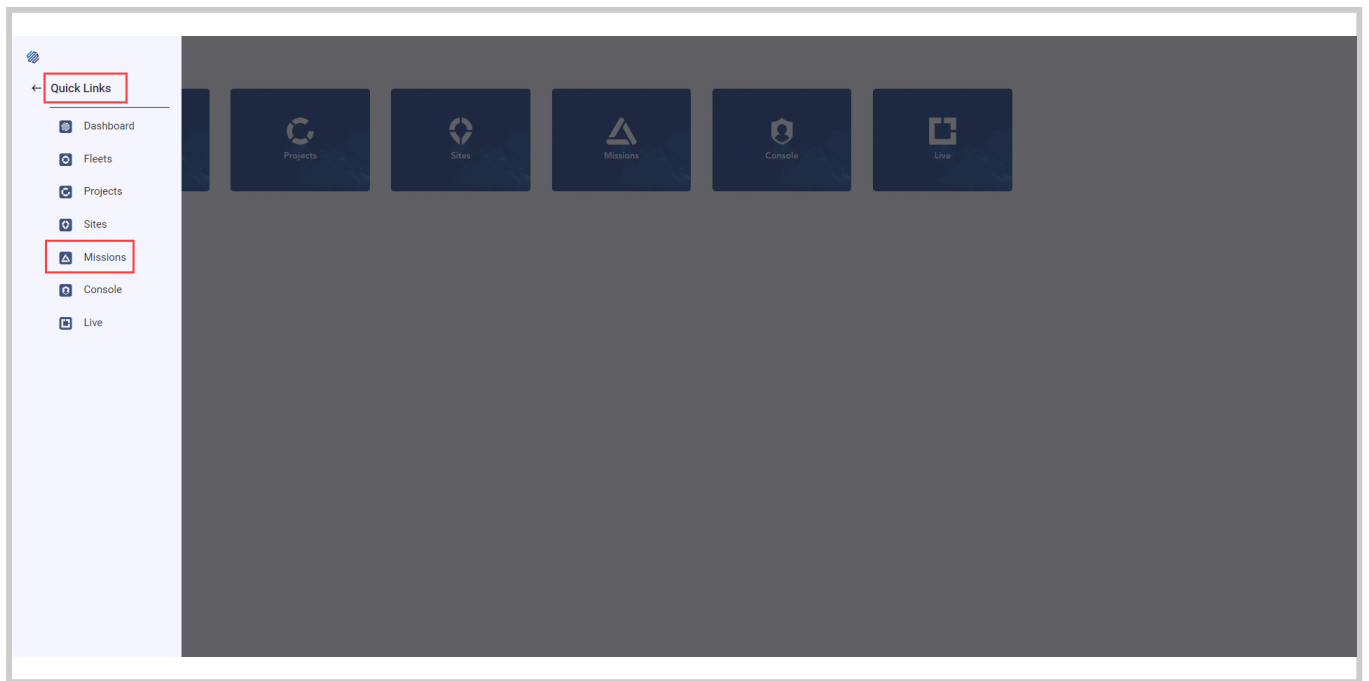 Quick Links
Dashboard
Fleets
Projects
Sites
Missions
Console
Live
Projects
Sites
Missions
Console
Live